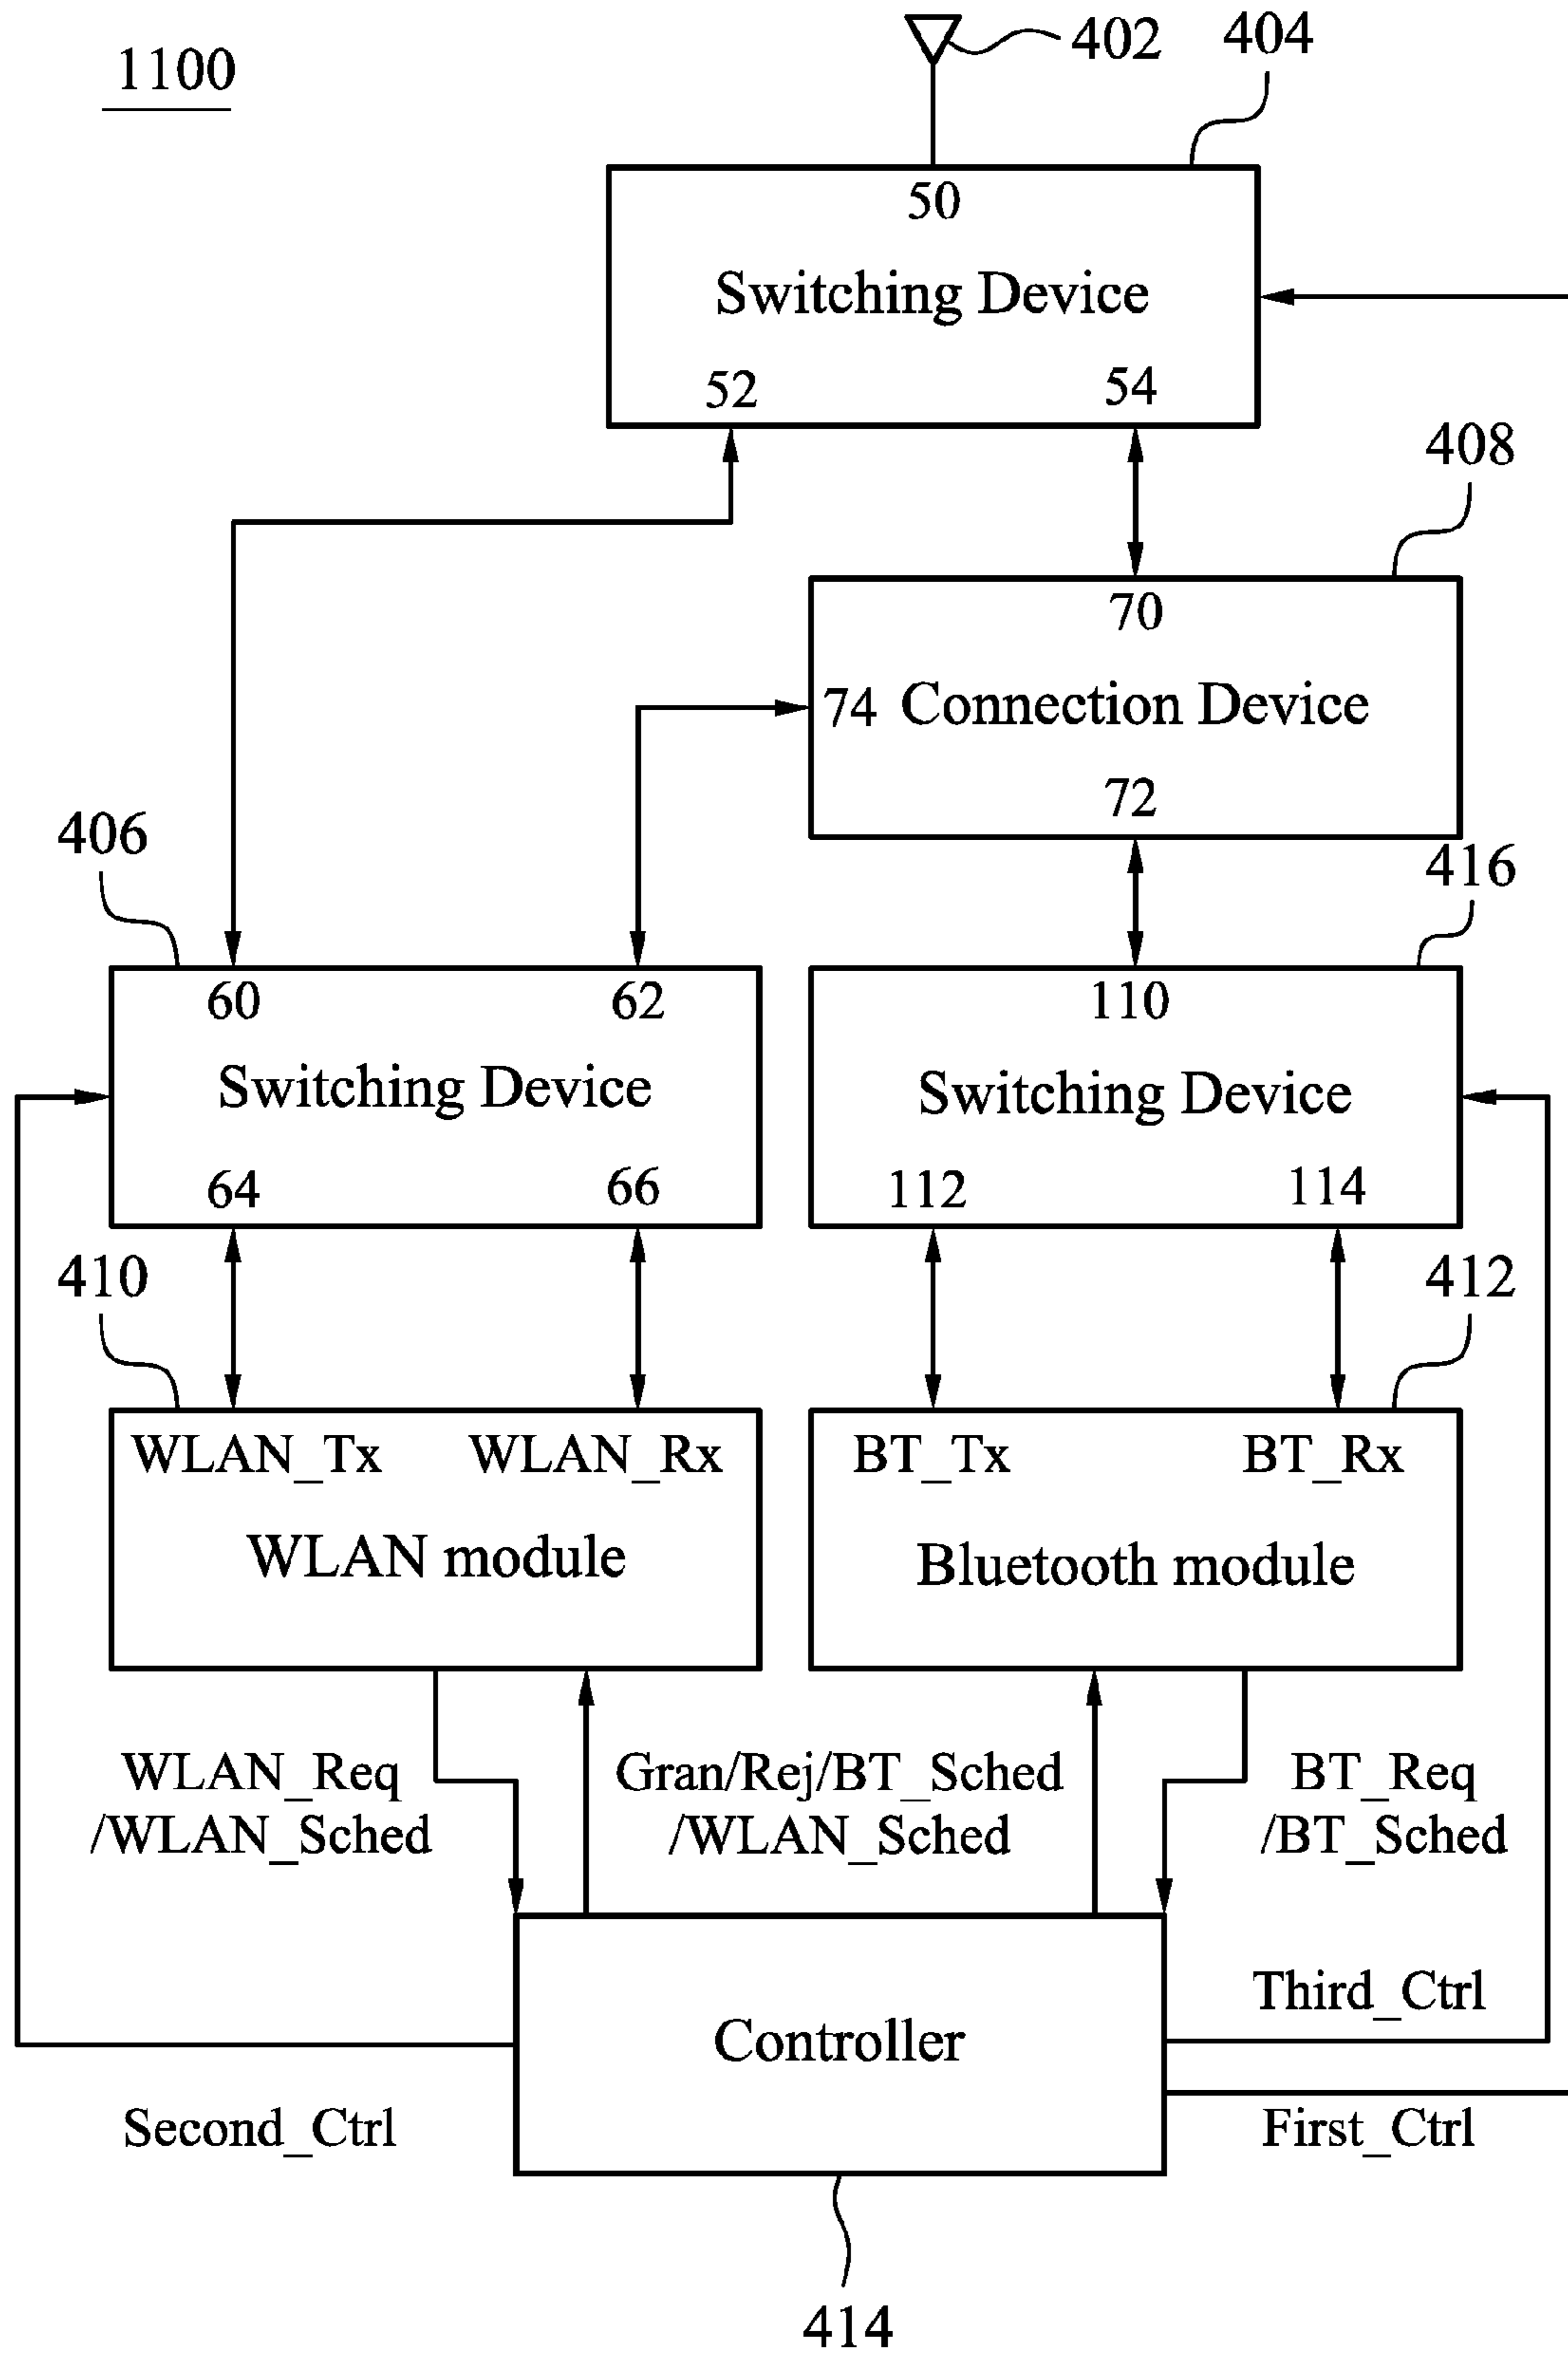 1100
402
404
50
Switching Device
52
54
408
70
74
Connection Device
72
406
416
60
62
Switching Device
64
66
110
Switching Device
112
114
410
412
WLAN_Tx
WLAN_Rx
WLAN module
BT_Tx
BT_Rx
Bluetooth module
WLAN_Req
/WLAN_Sched
Gran/Rej/BT_Sched
/WLAN_Sched
BT_Req
/BT_Sched
Controller
Third_Ctrl
Second_Ctrl
First_Ctrl
414